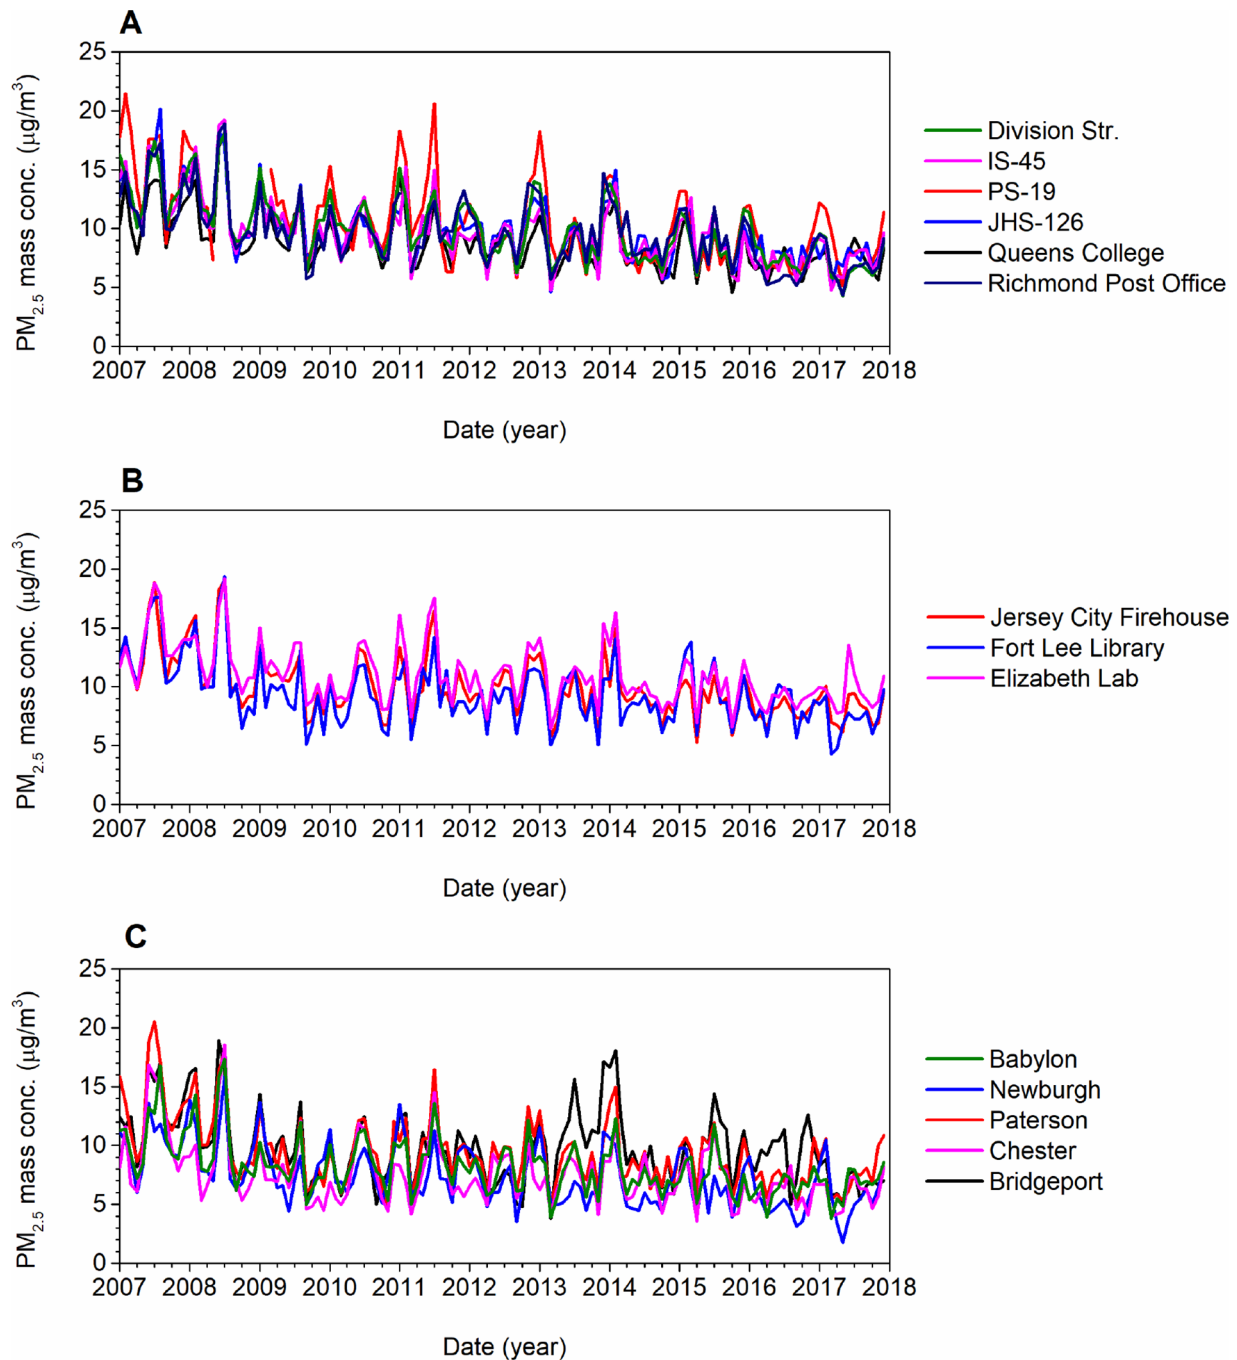 A
PM2.5 mass conc. (μg/m3)
25
20
15
10
5
0
2007 2008 2009 2010 2011 2012 2013 2014 2015 2016 2017 2018
Date (year)
Division Str.
IS-45
PS-19
JHS-126
Queens College
Richmond Post Office
B
PM2.5 mass conc. (μg/m3)
25
20
15
10
5
0
2007 2008 2009 2010 2011 2012 2013 2014 2015 2016 2017 2018
Date (year)
Jersey City Firehouse
Fort Lee Library
Elizabeth Lab
C
PM2.5 mass conc. (μg/m3)
25
20
15
10
5
0
2007 2008 2009 2010 2011 2012 2013 2014 2015 2016 2017 2018
Date (year)
Babylon
Newburgh
Paterson
Chester
Bridgeport